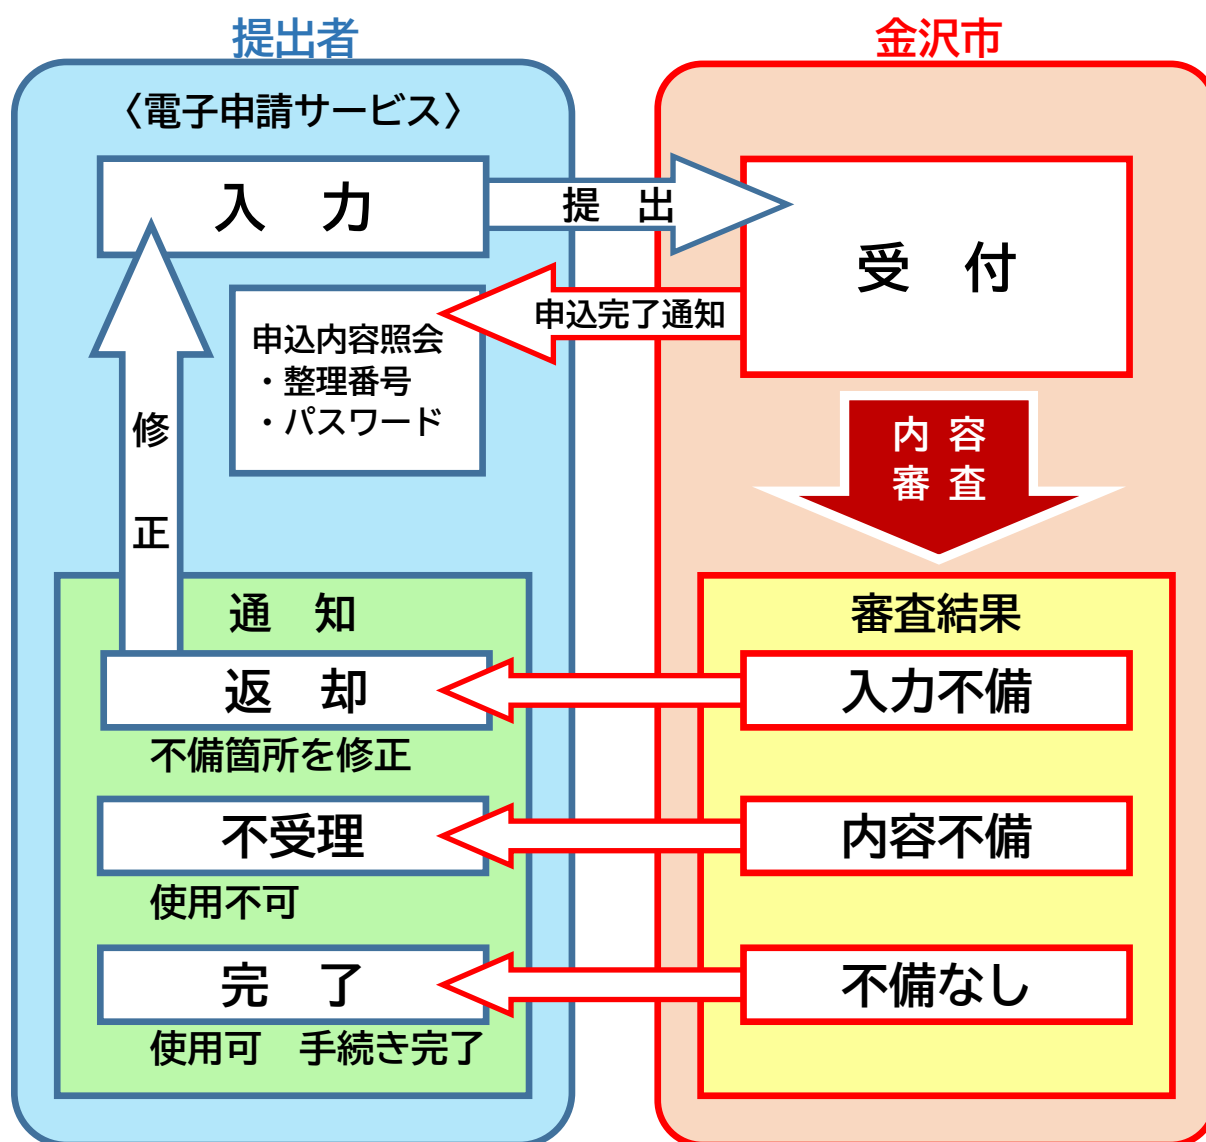 提出者
金沢市
〈電子申請サービス〉
入　力
提　出
受　付
申込完了通知
申込内容照会
・整理番号
・パスワード
修
正
内 容
審 査
通　知
審査結果
返　却
入力不備
不備箇所を修正
不受理
内容不備
使用不可
完　了
不備なし
使用可　手続き完了